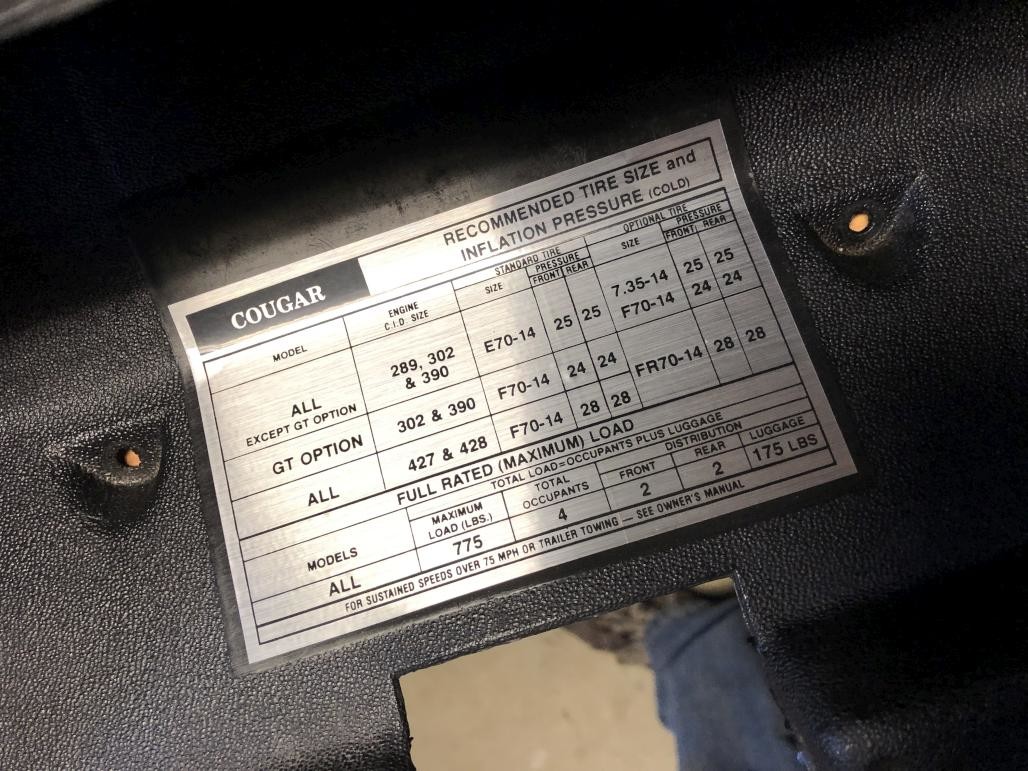 COUGAR
RECOMMENDED TIRE SIZE and
INFLATION PRESSURE (COLD)
MODEL
ENGINE
C.I.D. SIZE
STANDARD TIRE
SIZE
PRESSURE
FRONT REAR
OPTIONAL TIRE
SIZE
PRESSURE
FRONT REAR
ALL
EXCEPT GT OPTION
289, 302
& 390
E70-14 25 25 7.35-14 25 25
F70-14 24 24
GT OPTION 302 & 390 F70-14 24 24 FR70-14 28 28
ALL 427 & 428 F70-14 28 28
FULL RATED (MAXIMUM) LOAD
TOTAL LOAD=OCCUPANTS PLUS LUGGAGE
MODELS
MAXIMUM
LOAD (LBS.)
TOTAL
OCCUPANTS
DISTRIBUTION
FRONT REAR
LUGGAGE
ALL 775 4 2 2 175 LBS
FOR SUSTAINED SPEEDS OVER 75 MPH OR TRAILER TOWING — SEE OWNER'S MANUAL